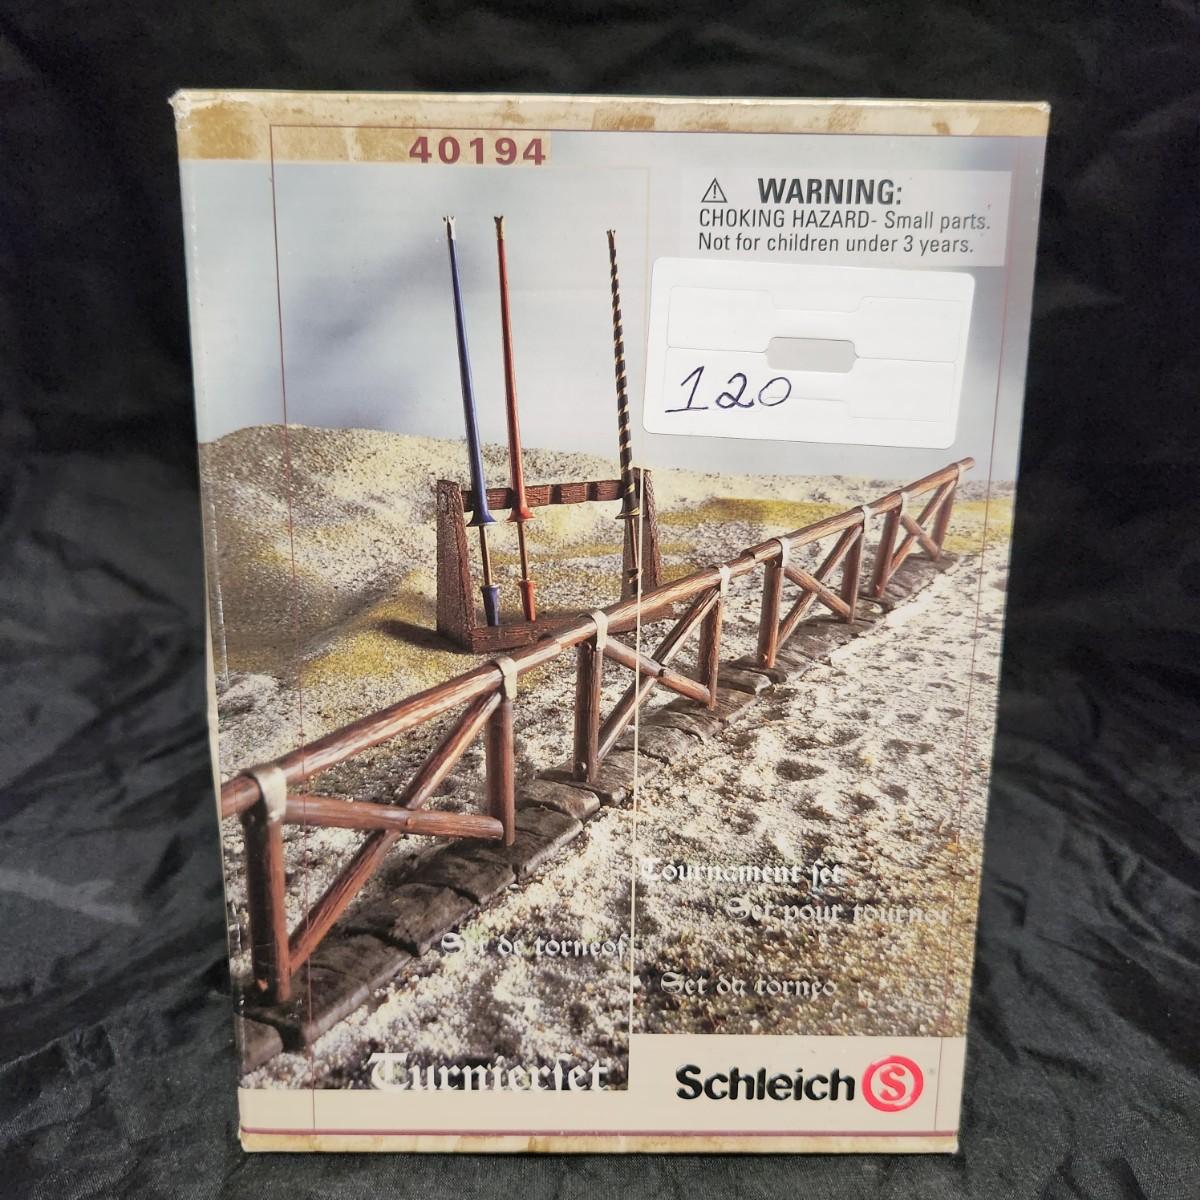 40194
WARNING:
CHOKING HAZARD- Small parts.
Not for children under 3 years.
120
Tournament set
Set pour tournoi
Set de torneos
Set da torneo
Turnierset
Schleich S